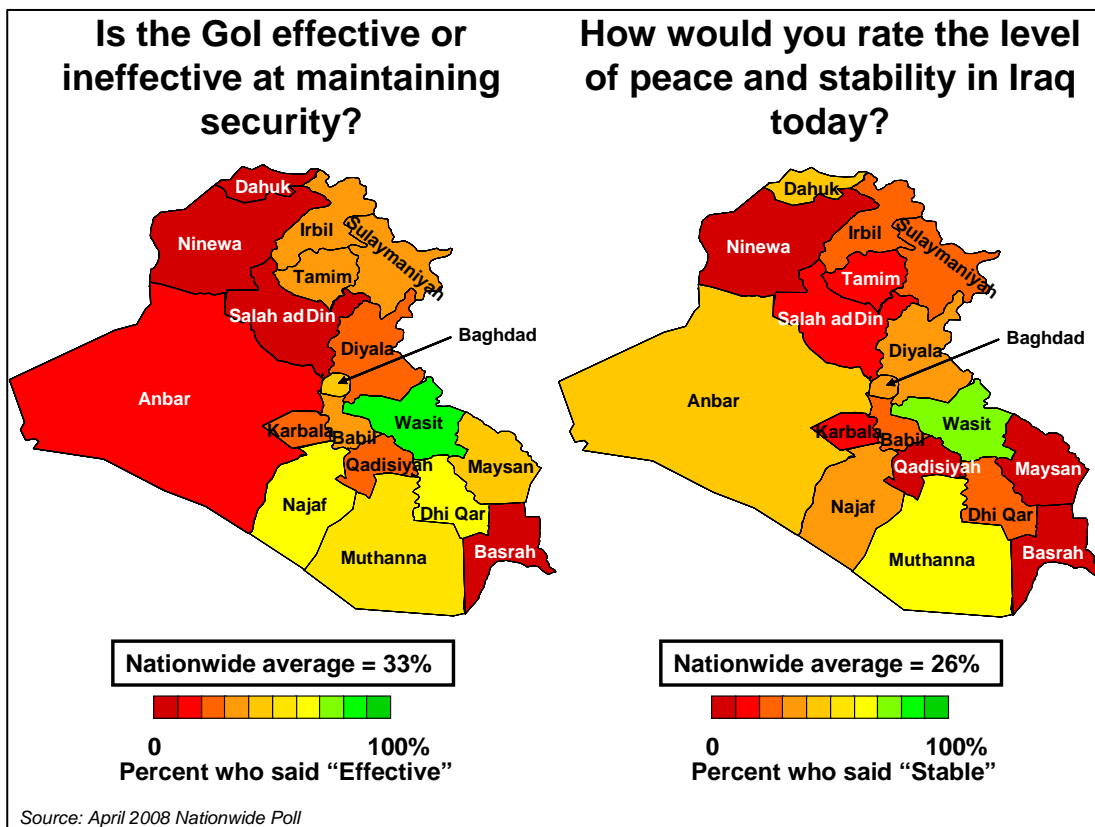 Is the GoI effective or
ineffective at maintaining
security?
Dahuk
Ninewa
Irbil
Sulaymaniyah
Tamim
Salah ad Din
Diyala
Baghdad
Anbar
Karbala
Babil
Wasit
Qadisiyah
Maysan
Najaf
Dhi Qar
Muthanna
Basrah
Nationwide average = 33%
0 100%
Percent who said “Effective”
How would you rate the level
of peace and stability in Iraq
today?
Dahuk
Ninewa
Irbil
Sulaymaniyah
Tamim
Salah ad Din
Diyala
Baghdad
Anbar
Karbala
Babil
Wasit
Qadisiyah
Maysan
Najaf
Dhi Qar
Muthanna
Basrah
Nationwide average = 26%
0 100%
Percent who said “Stable”
Source: April 2008 Nationwide Poll